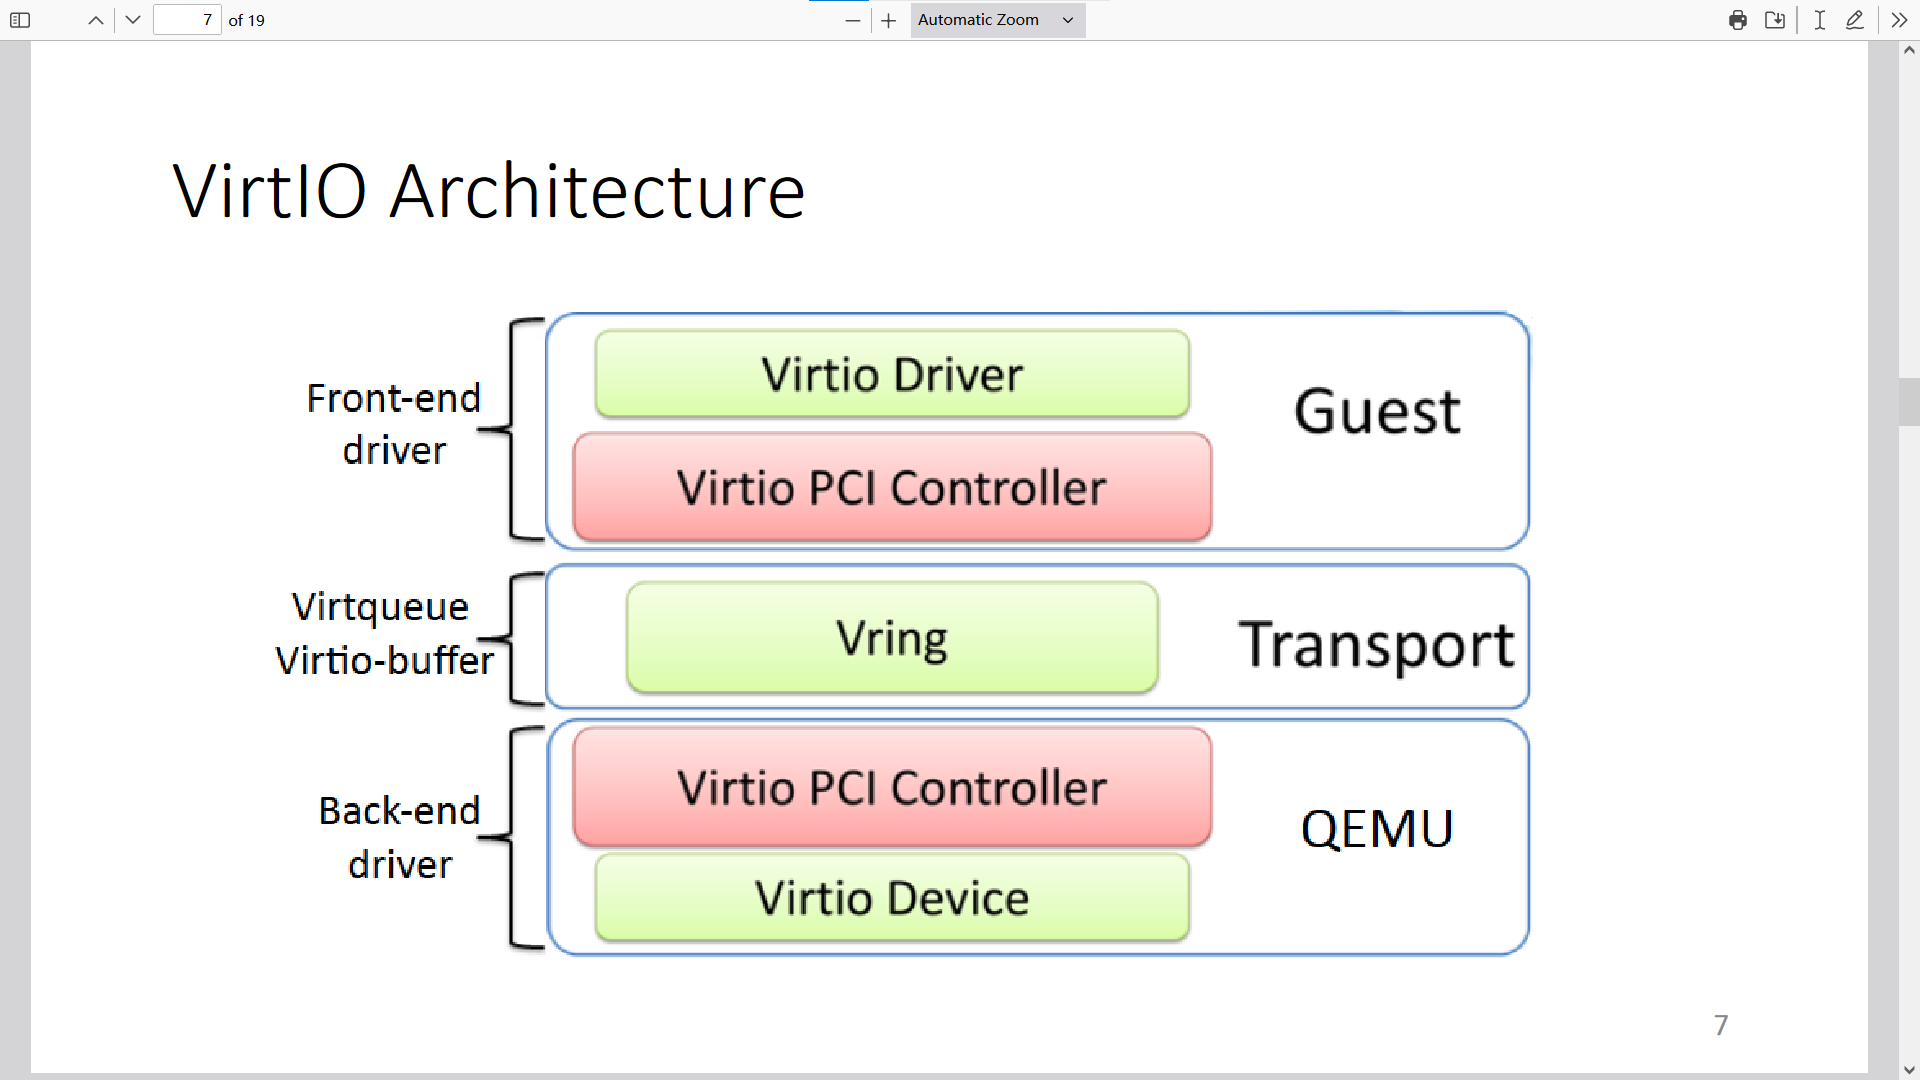 7 of 19
Automatic Zoom
VirtIO Architecture
Front-end
driver
Virtio Driver
Virtio PCI Controller
Guest
Virtqueue
Virtio-buffer
Vring
Transport
Back-end
driver
Virtio PCI Controller
Virtio Device
QEMU
7